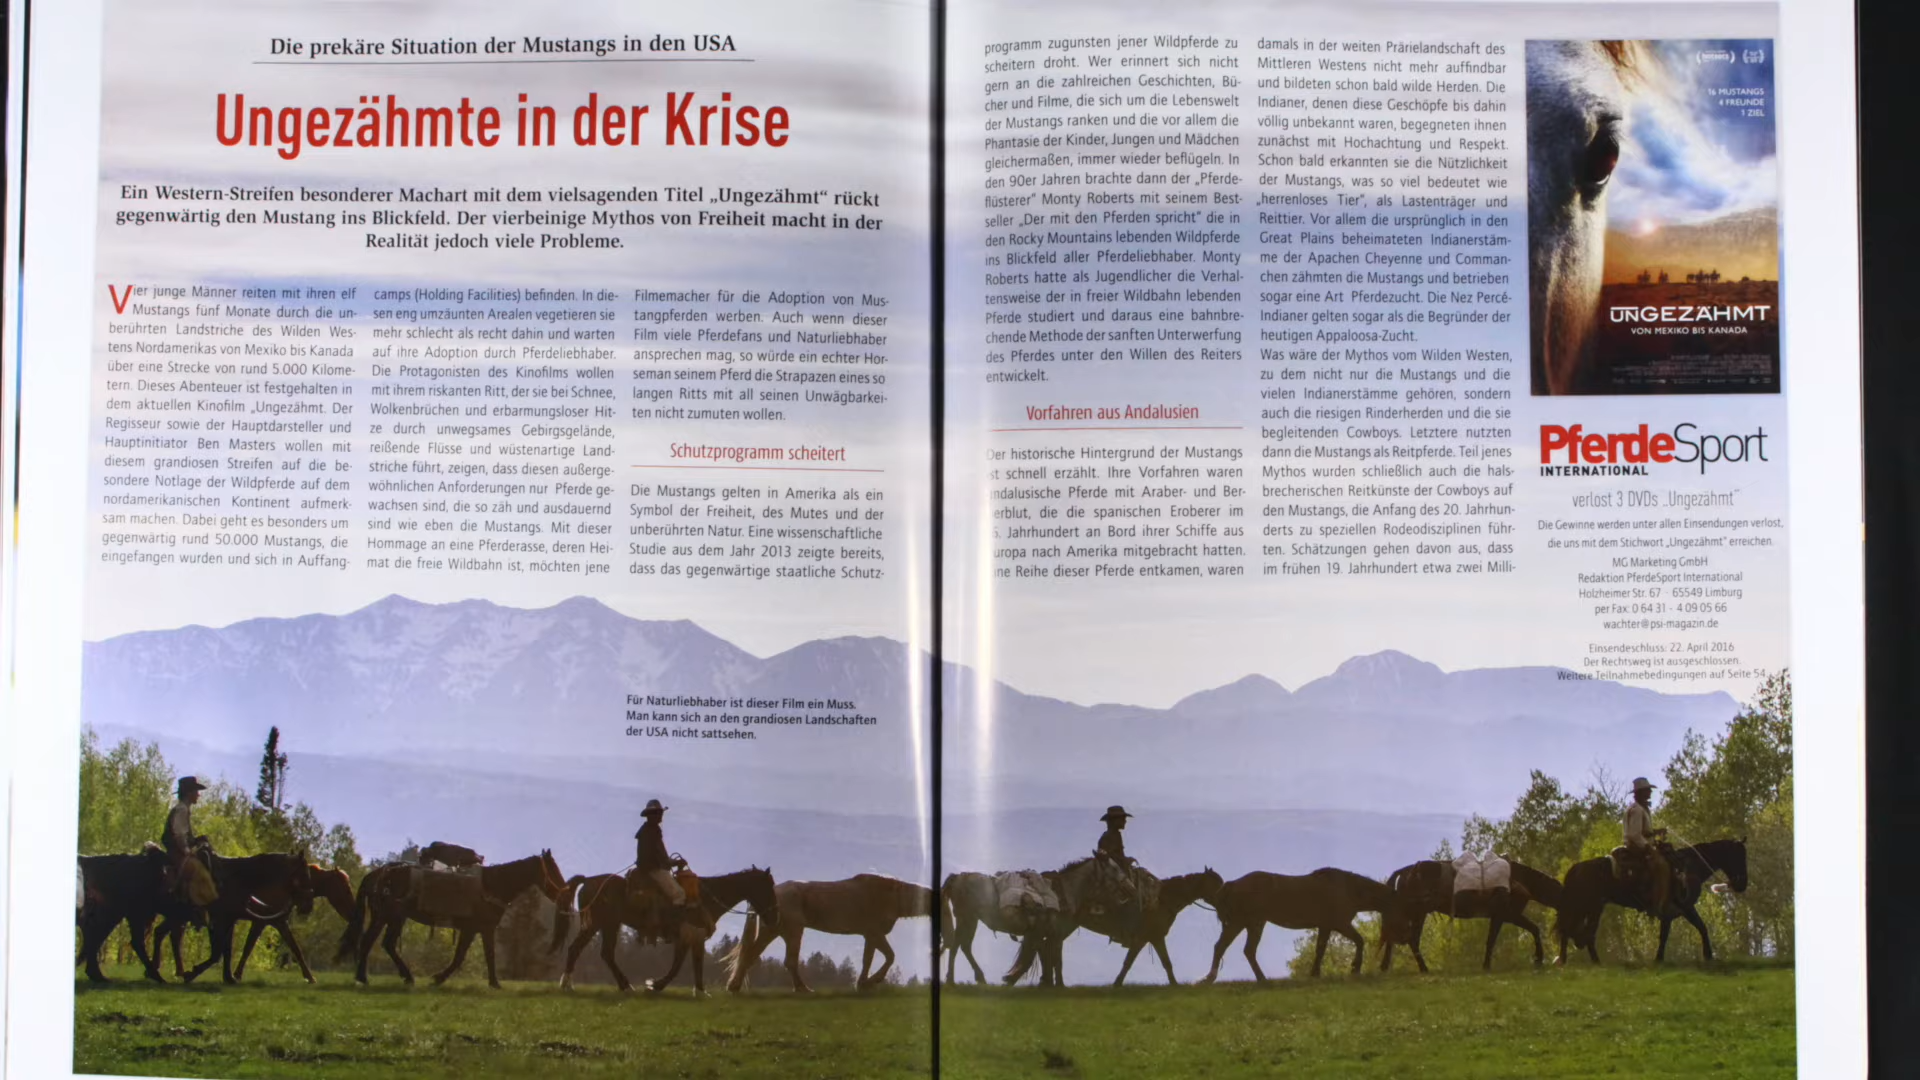 Die prekäre Situation der Mustangs in den USA
Ungezähmte in der Krise
Ein Western-Streifen besonderer Machart mit dem vielsagenden Titel „Ungezähmt“ rückt
gegenwärtig den Mustang ins Blickfeld. Der vierbeinige Mythos von Freiheit macht in der
Realität jedoch viele Probleme.
Vier junge Männer reiten mit ihren elf
Mustangs fünf Monate durch die un-
berührten Landstriche des Wilden Wes-
tens Nordamerikas von Mexiko bis Kanada
über eine Strecke von rund 5.000 Kilome-
tern. Dieses Abenteuer ist festgehalten in
dem aktuellen Kinofilm „Ungezähmt. Der
Regisseur sowie der Hauptdarsteller und
Hauptinitiator Ben Masters wollen mit
diesem grandiosen Streifen auf die be-
sondere Notlage der Wildpferde auf dem
nordamerikanischen Kontinent aufmerk-
sam machen. Dabei geht es besonders um
gegenwärtig rund 50.000 Mustangs, die
eingefangen wurden und sich in Auffang-
camps (Holding Facilities) befinden. In die-
sen eng umzäunten Arealen vegetieren sie
mehr schlecht als recht dahin und warten
auf ihre Adoption durch Pferdeliebhaber.
Die Protagonisten des Kinofilms wollen
mit ihrem riskanten Ritt, der sie bei Schnee,
Wolkenbrüchen und erbarmungsloser Hit-
ze durch unwegsames Gebirgsgelände,
reißende Flüsse und wüstenartige Land-
striche führt, zeigen, dass diesen außerge-
wöhnlichen Anforderungen nur Pferde ge-
wachsen sind, die so zäh und ausdauernd
sind wie eben die Mustangs. Mit dieser
Hommage an eine Pferderasse, deren Hei-
mat die freie Wildbahn ist, möchten jene
Filmemacher für die Adoption von Mus-
tangpferden werben. Auch wenn dieser
Film viele Pferdefans und Naturliebhaber
ansprechen mag, so würde ein echter Hor-
seman seinem Pferd die Strapazen eines so
langen Ritts mit all seinen Unwägbarkei-
ten nicht zumuten wollen.
Schutzprogramm scheitert
Die Mustangs gelten in Amerika als ein
Symbol der Freiheit, des Mutes und der
unberührten Natur. Eine wissenschaftliche
Studie aus dem Jahr 2013 zeigte bereits,
dass das gegenwärtige staatliche Schutz-
Für Naturliebhaber ist dieser Film ein Muss.
Man kann sich an den grandiosen Landschaften
der USA nicht sattsehen.
programm zugunsten jener Wildpferde zu
scheitern droht. Wer erinnert sich nicht
gern an die zahlreichen Geschichten, Bü-
cher und Filme, die sich um die Lebenswelt
der Mustangs ranken und die vor allem die
Phantasie der Kinder, Jungen und Mädchen
gleichermaßen, immer wieder beflügeln. In
den 90er Jahren brachte dann der „Pferde-
flüsterer“ Monty Roberts mit seinem Best-
seller „Der mit den Pferden spricht“ die in
den Rocky Mountains lebenden Wildpferde
ins Blickfeld aller Pferdeliebhaber. Monty
Roberts hatte als Jugendlicher die Verhal-
tensweise der in freier Wildbahn lebenden
Pferde studiert und daraus eine bahnbre-
chende Methode der sanften Unterwerfung
des Pferdes unter den Willen des Reiters
entwickelt.
Vorfahren aus Andalusien
Der historische Hintergrund der Mustangs
st schnell erzählt. Ihre Vorfahren waren
ndalusische Pferde mit Araber- und Ber-
erblut, die die spanischen Eroberer im
Jahrhundert an Bord ihrer Schiffe aus
uropa nach Amerika mitgebracht hatten.
ne Reihe dieser Pferde entkamen, waren
damals in der weiten Prärielandschaft des
Mittleren Westens nicht mehr auffindbar
und bildeten schon bald wilde Herden. Die
Indianer, denen diese Geschöpfe bis dahin
völlig unbekannt waren, begegneten ihnen
zunächst mit Hochachtung und Respekt.
Schon bald erkannten sie die Nützlichkeit
der Mustangs, was so viel bedeutet wie
„herrenloses Tier“, als Lastenträger und
Reittier. Vor allem die ursprünglich in den
Great Plains beheimateten Indianerstäm-
me der Apachen Cheyenne und Comman-
chen zähmten die Mustangs und betrieben
sogar eine Art Pferdezucht. Die Nez Percé-
Indianer gelten sogar als die Begründer der
heutigen Appaloosa-Zucht.
Was wäre der Mythos vom Wilden Westen,
zu dem nicht nur die Mustangs und die
vielen Indianerstämme gehören, sondern
auch die riesigen Rinderherden und die sie
begleitenden Cowboys. Letztere nutzten
dann die Mustangs als Reitpferde. Teil jenes
Mythos wurden schließlich auch die hals-
brecherischen Reitkünste der Cowboys auf
den Mustangs, die Anfang des 20. Jahrhun-
derts zu speziellen Rodeodisziplinen führ-
ten. Schätzungen gehen davon aus, dass
im frühen 19. Jahrhundert etwa zwei Milli-
16 MUSTANGS
4 FREUNDE
1 ZIEL
UNGEZÄHMT
VON MEXIKO BIS KANADA
PferdeSport
INTERNATIONAL
verlost 3 DVDs „Ungezähmt“
Die Gewinne werden unter allen Einsendungen verlost,
die uns mit dem Stichwort „Ungezähmt“ erreichen.
MG Marketing GmbH
Redaktion PferdeSport International
Holzheimer Str. 67 - 65549 Limburg
per Fax: 0 64 31 - 4 09 05 66
wachter@psi-magazin.de
Einsendeschluss: 22. April 2016
Der Rechtsweg ist ausgeschlossen.
Weitere Teilnahmebedingungen auf Seite 54